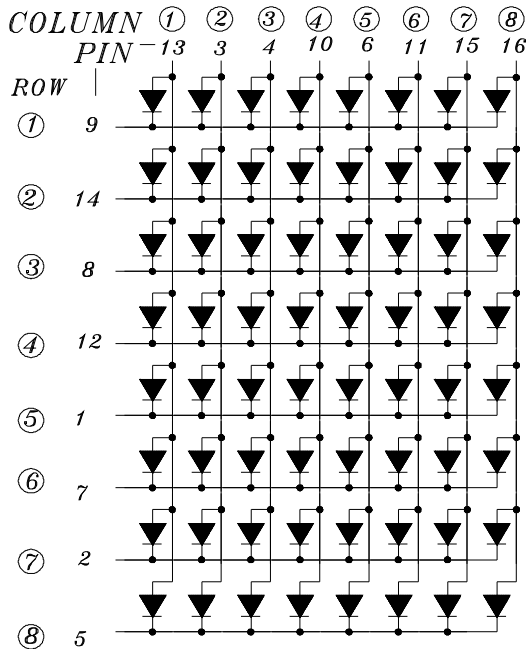 COLUMN ① ② ③ ④ ⑤ ⑥ ⑦ ⑧
PIN 13 3 4 10 6 11 15 16
ROW
① 9
② 14
③ 8
④ 12
⑤ 1
⑥ 7
⑦ 2
⑧ 5